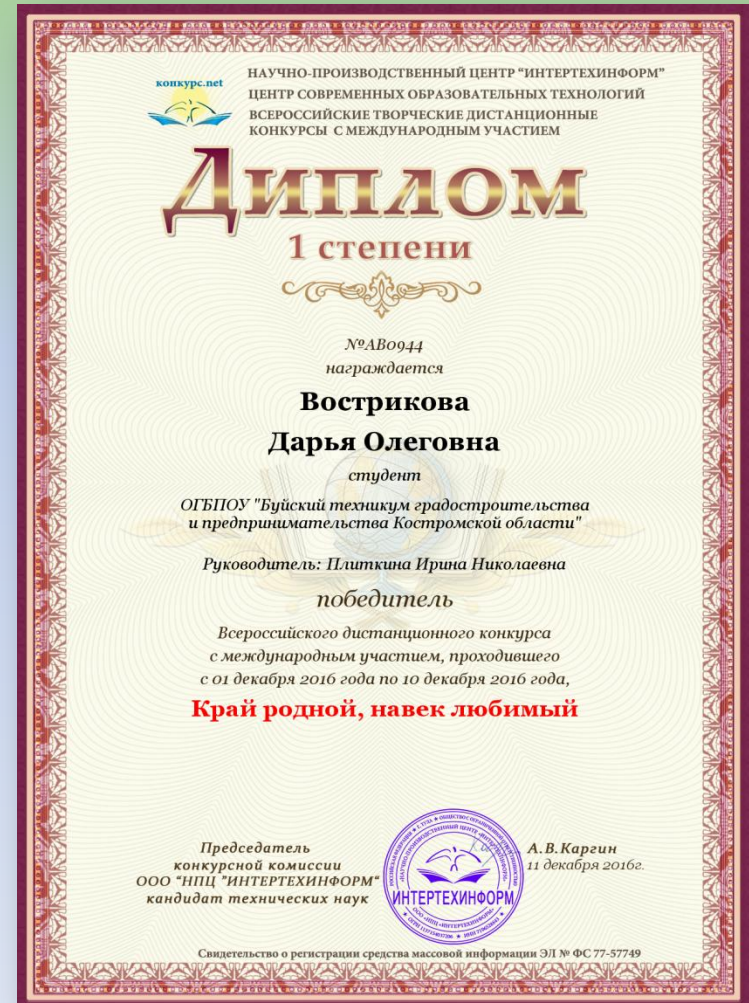 конкурс.net
НАУЧНО-ПРОИЗВОДСТВЕННЫЙ ЦЕНТР "ИНТЕРТЕХИНФОРМ"
ЦЕНТР СОВРЕМЕННЫХ ОБРАЗОВАТЕЛЬНЫХ ТЕХНОЛОГИЙ
ВСЕРОССИЙСКИЕ ТВОРЧЕСКИЕ ДИСТАНЦИОННЫЕ
КОНКУРСЫ С МЕЖДУНАРОДНЫМ УЧАСТИЕМ
Диплом
1 степени
№АВ0944
награждается
Вострикова
Дарья Олеговна
студент
ОГБПОУ "Буйский техникум градостроительства
и предпринимательства Костромской области"
Руководитель: Плиткина Ирина Николаевна
победитель
Всероссийского дистанционного конкурса
с международным участием, проходившего
с 01 декабря 2016 года по 10 декабря 2016 года,
Край родной, навек любимый
Председатель
конкурсной комиссии
ООО "НПЦ "ИНТЕРТЕХИНФОРМ"
кандидат технических наук
ИНТЕРТЕХИНФОРМ
А.В.Каргин
11 декабря 2016г.
Свидетельство о регистрации средства массовой информации ЭЛ № ФС 77-57749